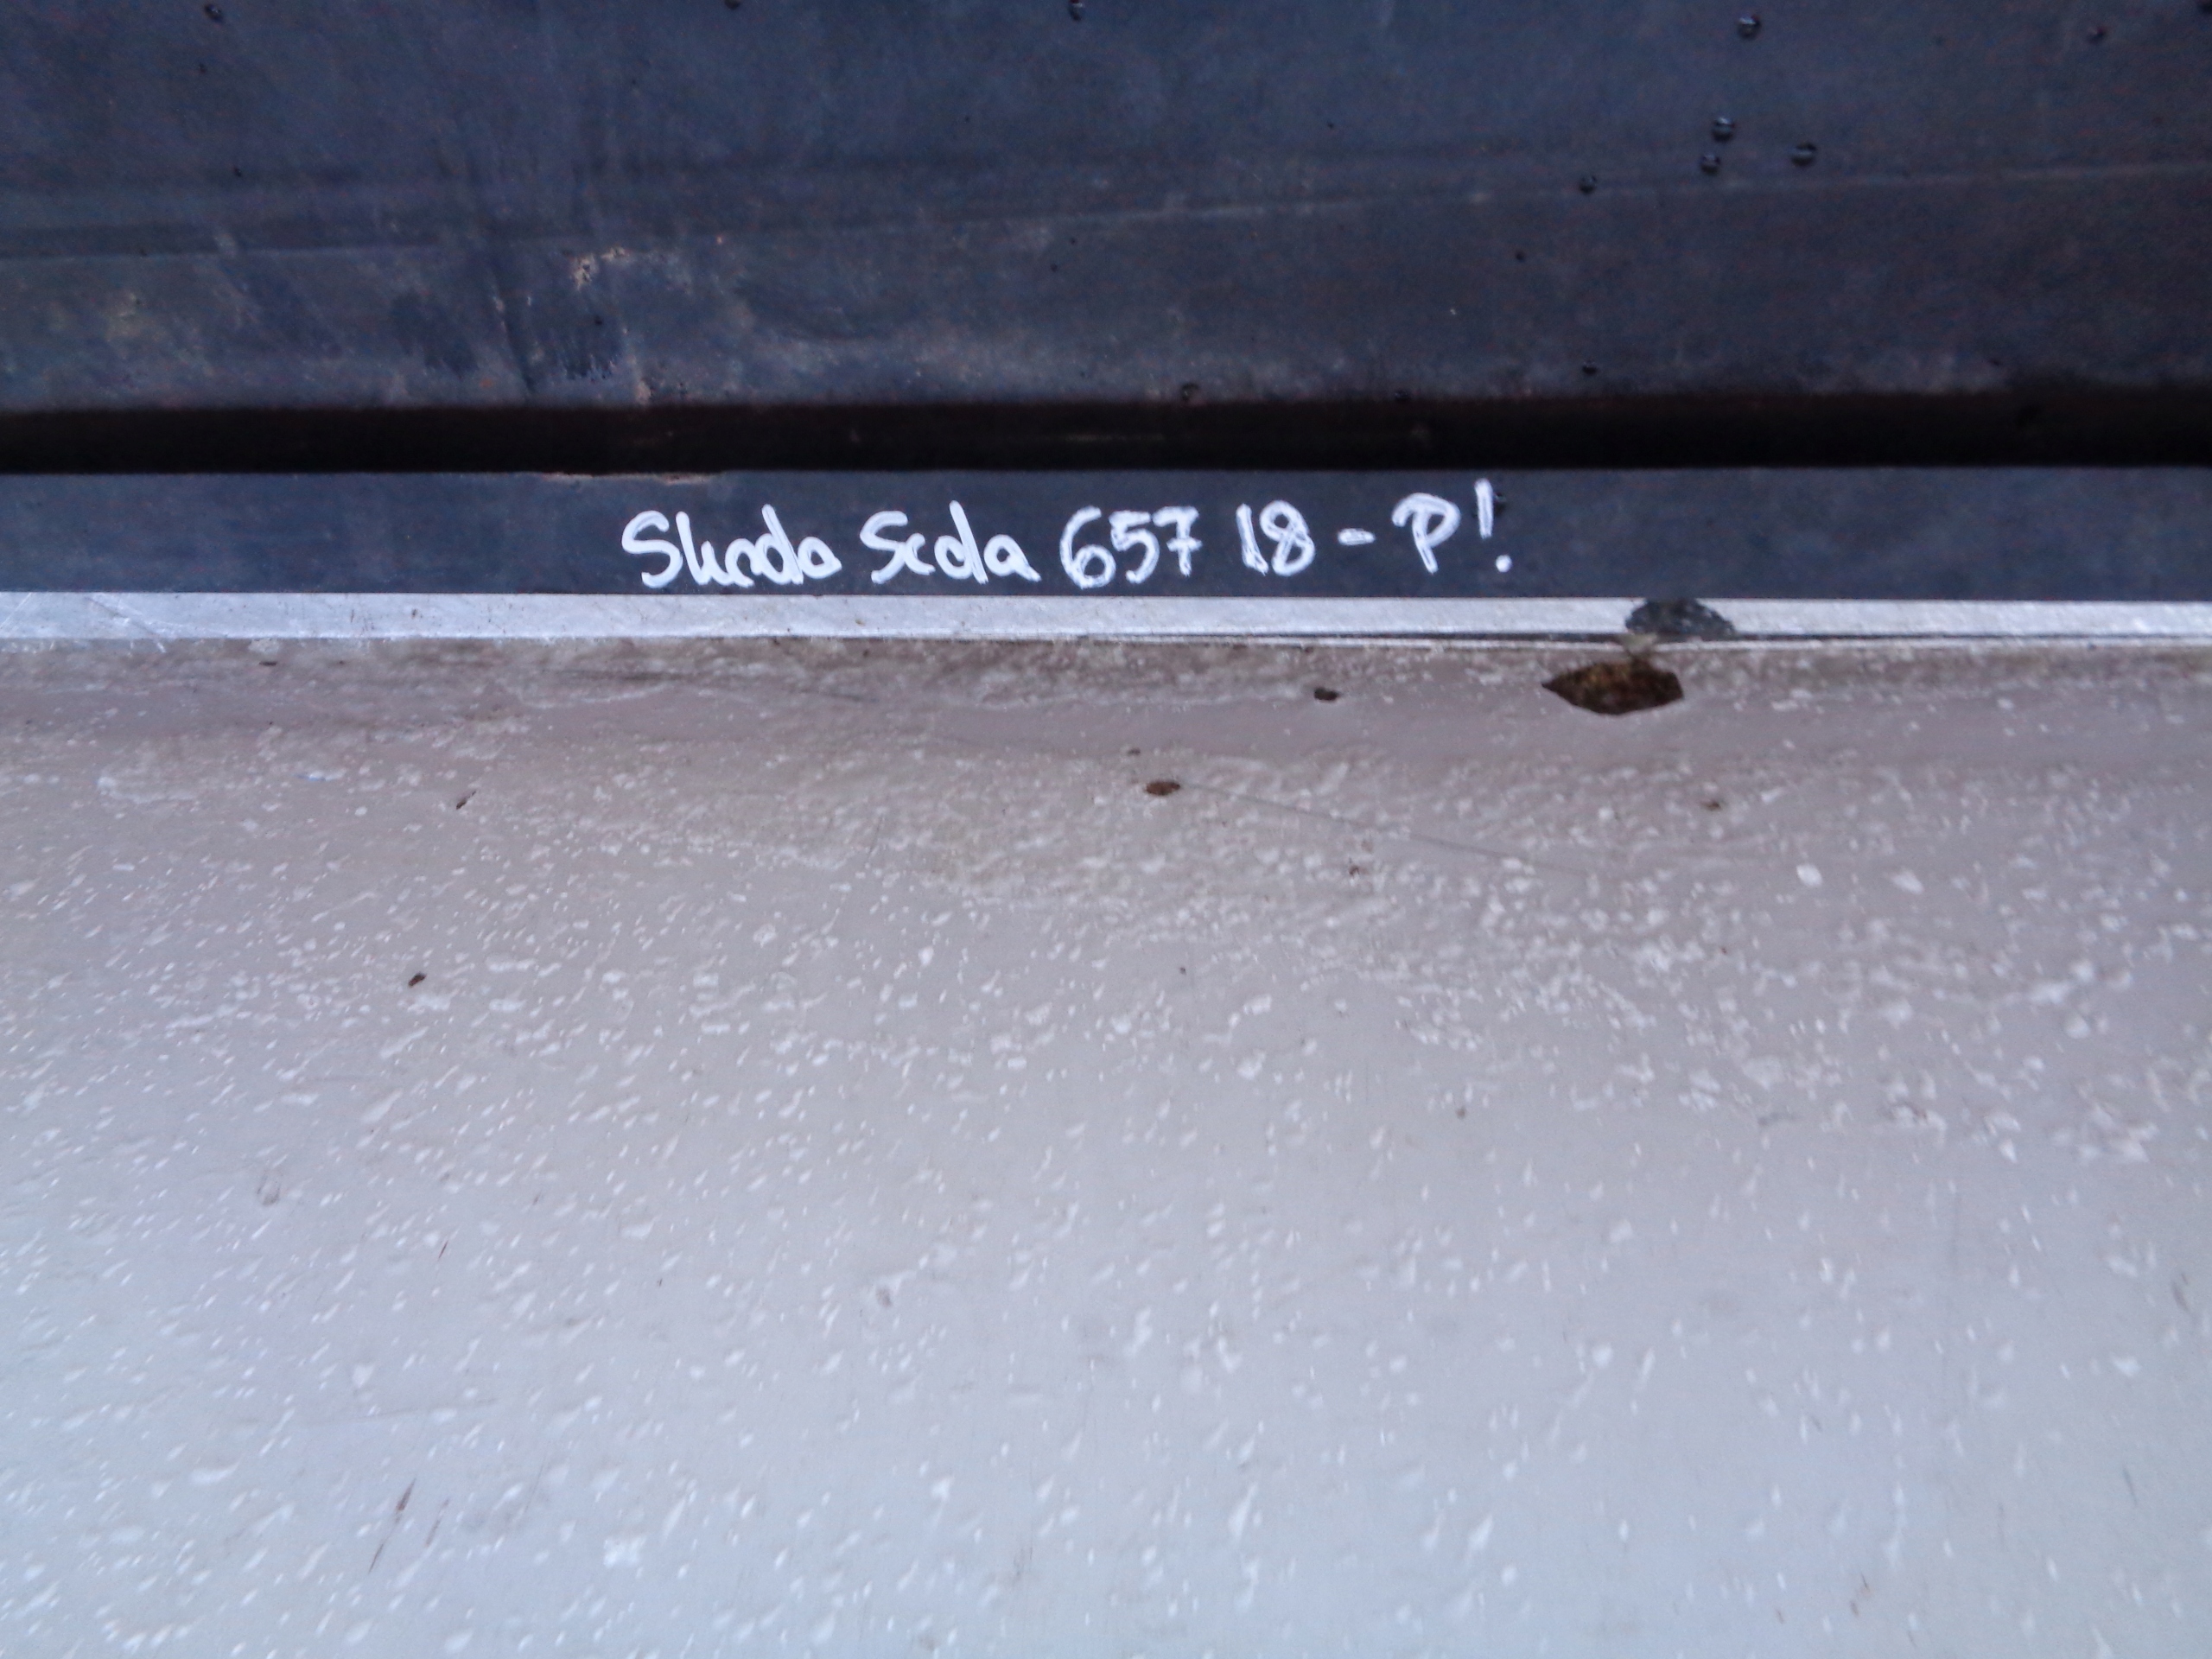 Skoda Scala 657 18 - P!